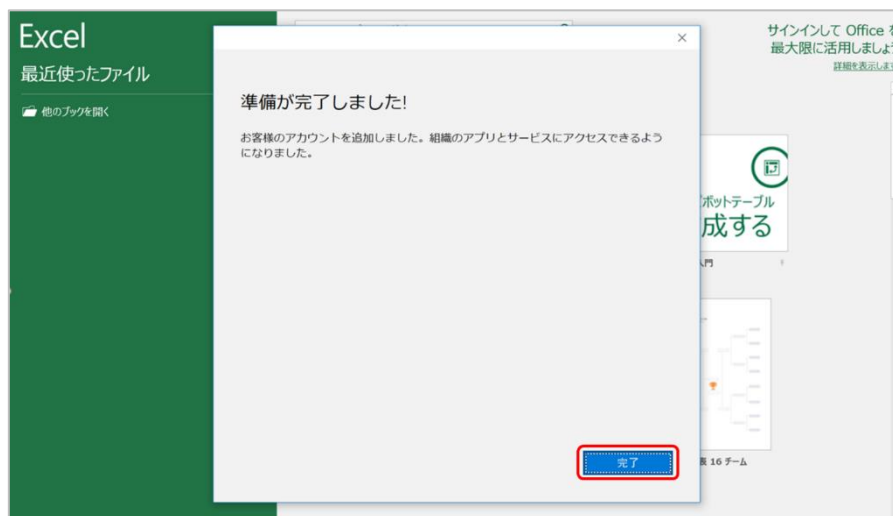 Excel
最近使ったファイル
他のブックを開く
サインインして Office を
最大限に活用しましょ
詳細を表示しま
準備が完了しました!
お客様のアカウントを追加しました。組織のアプリとサービスにアクセスできるよう
になりました。
ボットテーブル
成する
入門
表 16 チーム
完了